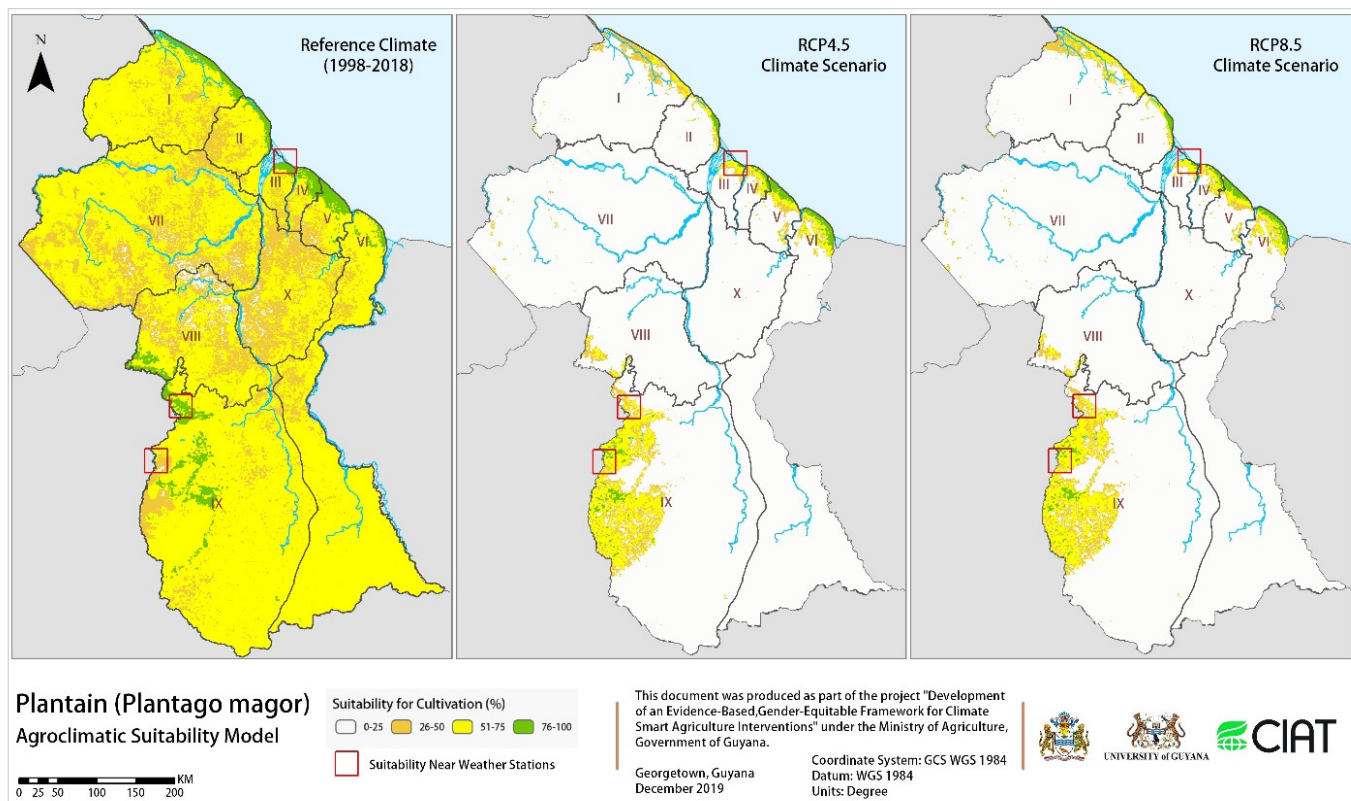 N
Reference Climate
(1998-2018)
I
II
III
IV
V
VI
VII
VIII
IX
X
RCP4.5
Climate Scenario
I
II
III
IV
V
VI
VII
VIII
IX
X
RCP8.5
Climate Scenario
I
II
III
IV
V
VI
VII
VIII
IX
X
Plantain (Plantago magor)
Agroclimatic Suitability Model
0 25 50 100 150 200 KM
Suitability for Cultivation (%)
0-25 26-50 51-75 76-100
Suitability Near Weather Stations
This document was produced as part of the project "Development
of an Evidence-Based,Gender-Equitable Framework for Climate
Smart Agriculture Interventions" under the Ministry of Agriculture,
Government of Guyana.
Georgetown, Guyana
December 2019
Coordinate System: GCS WGS 1984
Datum: WGS 1984
Units: Degree
UNIVERSITY of GUYANA
CIAT